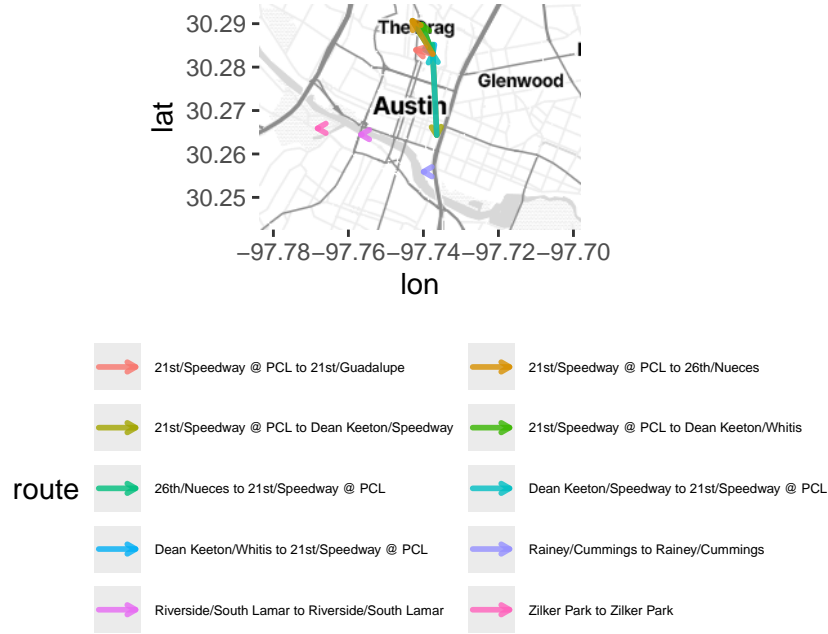 The Drag
Glenwood
Austin
30.29
30.28
30.27
30.26
30.25
lat
−97.78−97.76−97.74−97.72−97.70
lon
route
21st/Speedway @ PCL to 21st/Guadalupe
21st/Speedway @ PCL to 26th/Nueces
21st/Speedway @ PCL to Dean Keeton/Speedway
21st/Speedway @ PCL to Dean Keeton/Whitis
26th/Nueces to 21st/Speedway @ PCL
Dean Keeton/Speedway to 21st/Speedway @ PCL
Dean Keeton/Whitis to 21st/Speedway @ PCL
Rainey/Cummings to Rainey/Cummings
Riverside/South Lamar to Riverside/South Lamar
Zilker Park to Zilker Park